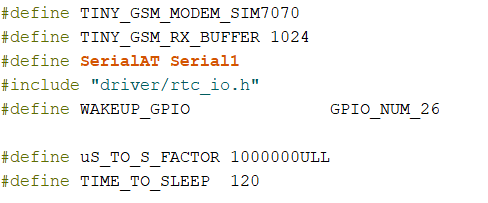 #define TINY_GSM_MODEM_SIM7070
#define TINY_GSM_RX_BUFFER 1024
#define SerialAT Serial1
#include "driver/rtc_io.h"
#define WAKEUP_GPIO              GPIO_NUM_26
#define uS_TO_S_FACTOR 1000000ULL
#define TIME_TO_SLEEP  120